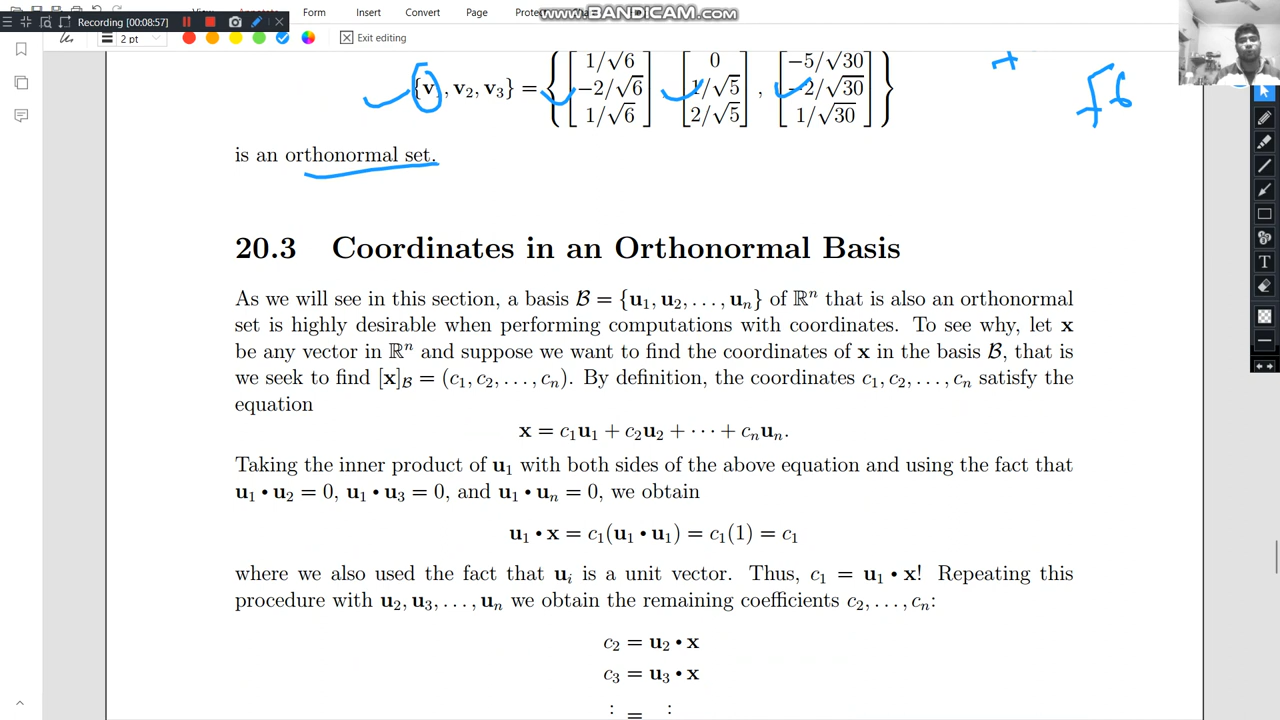 Recording [00:08:57]
Annotate Form Insert Convert Page
www.BANDICAM.com
2 pt Exit editing
{v₁, v₂, v₃} = { [1/√6 −2/√6 1/√6] [0 1/√5 2/√5] , [−5/√30 −2/√30 1/√30] }
√6
is an orthonormal set.
20.3 Coordinates in an Orthonormal Basis
As we will see in this section, a basis ℬ = {u₁, u₂, . . . , uₙ} of ℝⁿ that is also an orthonormal
set is highly desirable when performing computations with coordinates. To see why, let x
be any vector in ℝⁿ and suppose we want to find the coordinates of x in the basis ℬ, that is
we seek to find [x]ℬ = (c₁, c₂, . . . , cₙ). By definition, the coordinates c₁, c₂, . . . , cₙ satisfy the
equation
x = c₁u₁ + c₂u₂ + · · · + cₙuₙ.
Taking the inner product of u₁ with both sides of the above equation and using the fact that
u₁ • u₂ = 0, u₁ • u₃ = 0, and u₁ • uₙ = 0, we obtain
u₁ • x = c₁(u₁ • u₁) = c₁(1) = c₁
where we also used the fact that uᵢ is a unit vector. Thus, c₁ = u₁ • x! Repeating this
procedure with u₂, u₃, . . . , uₙ we obtain the remaining coefficients c₂, . . . , cₙ:
c₂ = u₂ • x
c₃ = u₃ • x
⋮ = ⋮